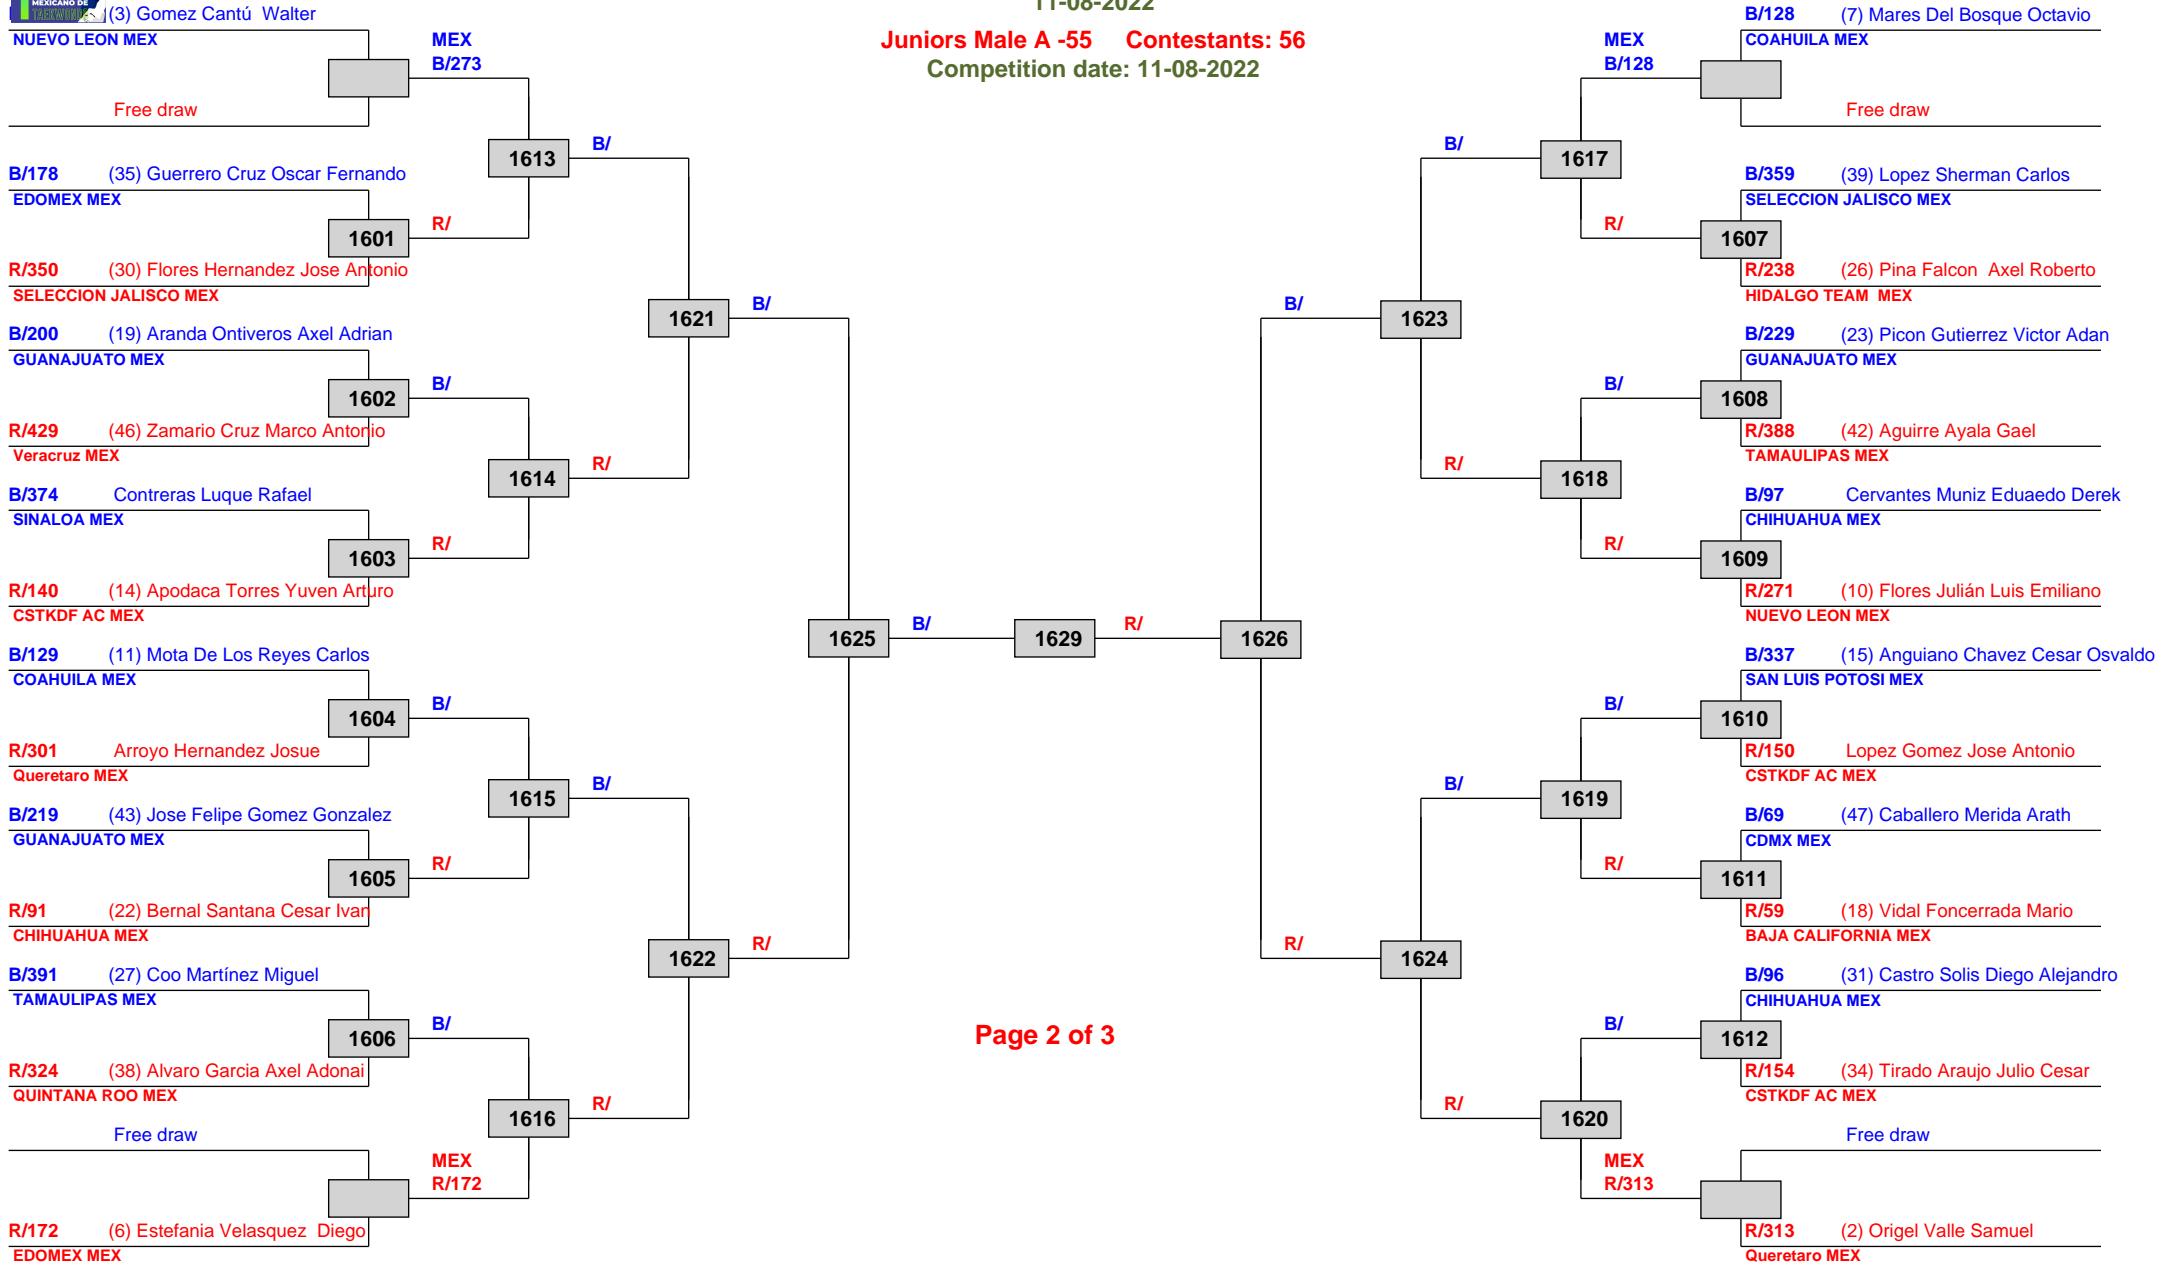 MEXICANO DE
TAEKWONDO
(3) Gomez Cantú Walter
NUEVO LEON MEX
MEX
B/273
Free draw
B/178 (35) Guerrero Cruz Oscar Fernando
EDOMEX MEX
1613 B/
1601 R/
R/350 (30) Flores Hernandez Jose Antonio
SELECCION JALISCO MEX
B/200 (19) Aranda Ontiveros Axel Adrian
GUANAJUATO MEX
1621 B/
1602 B/
R/429 (46) Zamario Cruz Marco Antonio
Veracruz MEX
1614 R/
B/374 Contreras Luque Rafael
SINALOA MEX
1603 R/
R/140 (14) Apodaca Torres Yuven Arturo
CSTKDF AC MEX
B/129 (11) Mota De Los Reyes Carlos
COAHUILA MEX
1604 B/
R/301 Arroyo Hernandez Josue
Queretaro MEX
1615 B/
B/219 (43) Jose Felipe Gomez Gonzalez
GUANAJUATO MEX
1605 R/
R/91 (22) Bernal Santana Cesar Ivan
CHIHUAHUA MEX
1622 R/
B/391 (27) Coo Martínez Miguel
TAMAULIPAS MEX
1606 B/
R/324 (38) Alvaro Garcia Axel Adonai
QUINTANA ROO MEX
1616 R/
Free draw
MEX
R/172
R/172 (6) Estefania Velasquez Diego
EDOMEX MEX
11-08-2022
Juniors Male A -55 Contestants: 56
Competition date: 11-08-2022
1625 B/ 1629 R/ 1626
Page 2 of 3
B/128 (7) Mares Del Bosque Octavio
COAHUILA MEX
MEX
B/128
Free draw
B/ 1617
B/359 (39) Lopez Sherman Carlos
SELECCION JALISCO MEX
R/ 1607
R/238 (26) Pina Falcon Axel Roberto
HIDALGO TEAM MEX
B/ 1623
B/229 (23) Picon Gutierrez Victor Adan
GUANAJUATO MEX
B/ 1608
R/388 (42) Aguirre Ayala Gael
TAMAULIPAS MEX
R/ 1618
B/97 Cervantes Muniz Eduaedo Derek
CHIHUAHUA MEX
R/ 1609
R/271 (10) Flores Julián Luis Emiliano
NUEVO LEON MEX
B/337 (15) Anguiano Chavez Cesar Osvaldo
SAN LUIS POTOSI MEX
B/ 1610
R/150 Lopez Gomez Jose Antonio
CSTKDF AC MEX
B/ 1619
B/69 (47) Caballero Merida Arath
CDMX MEX
R/ 1611
R/59 (18) Vidal Foncerrada Mario
BAJA CALIFORNIA MEX
R/ 1624
B/96 (31) Castro Solis Diego Alejandro
CHIHUAHUA MEX
B/ 1612
R/154 (34) Tirado Araujo Julio Cesar
CSTKDF AC MEX
R/ 1620
Free draw
MEX
R/313
R/313 (2) Origel Valle Samuel
Queretaro MEX